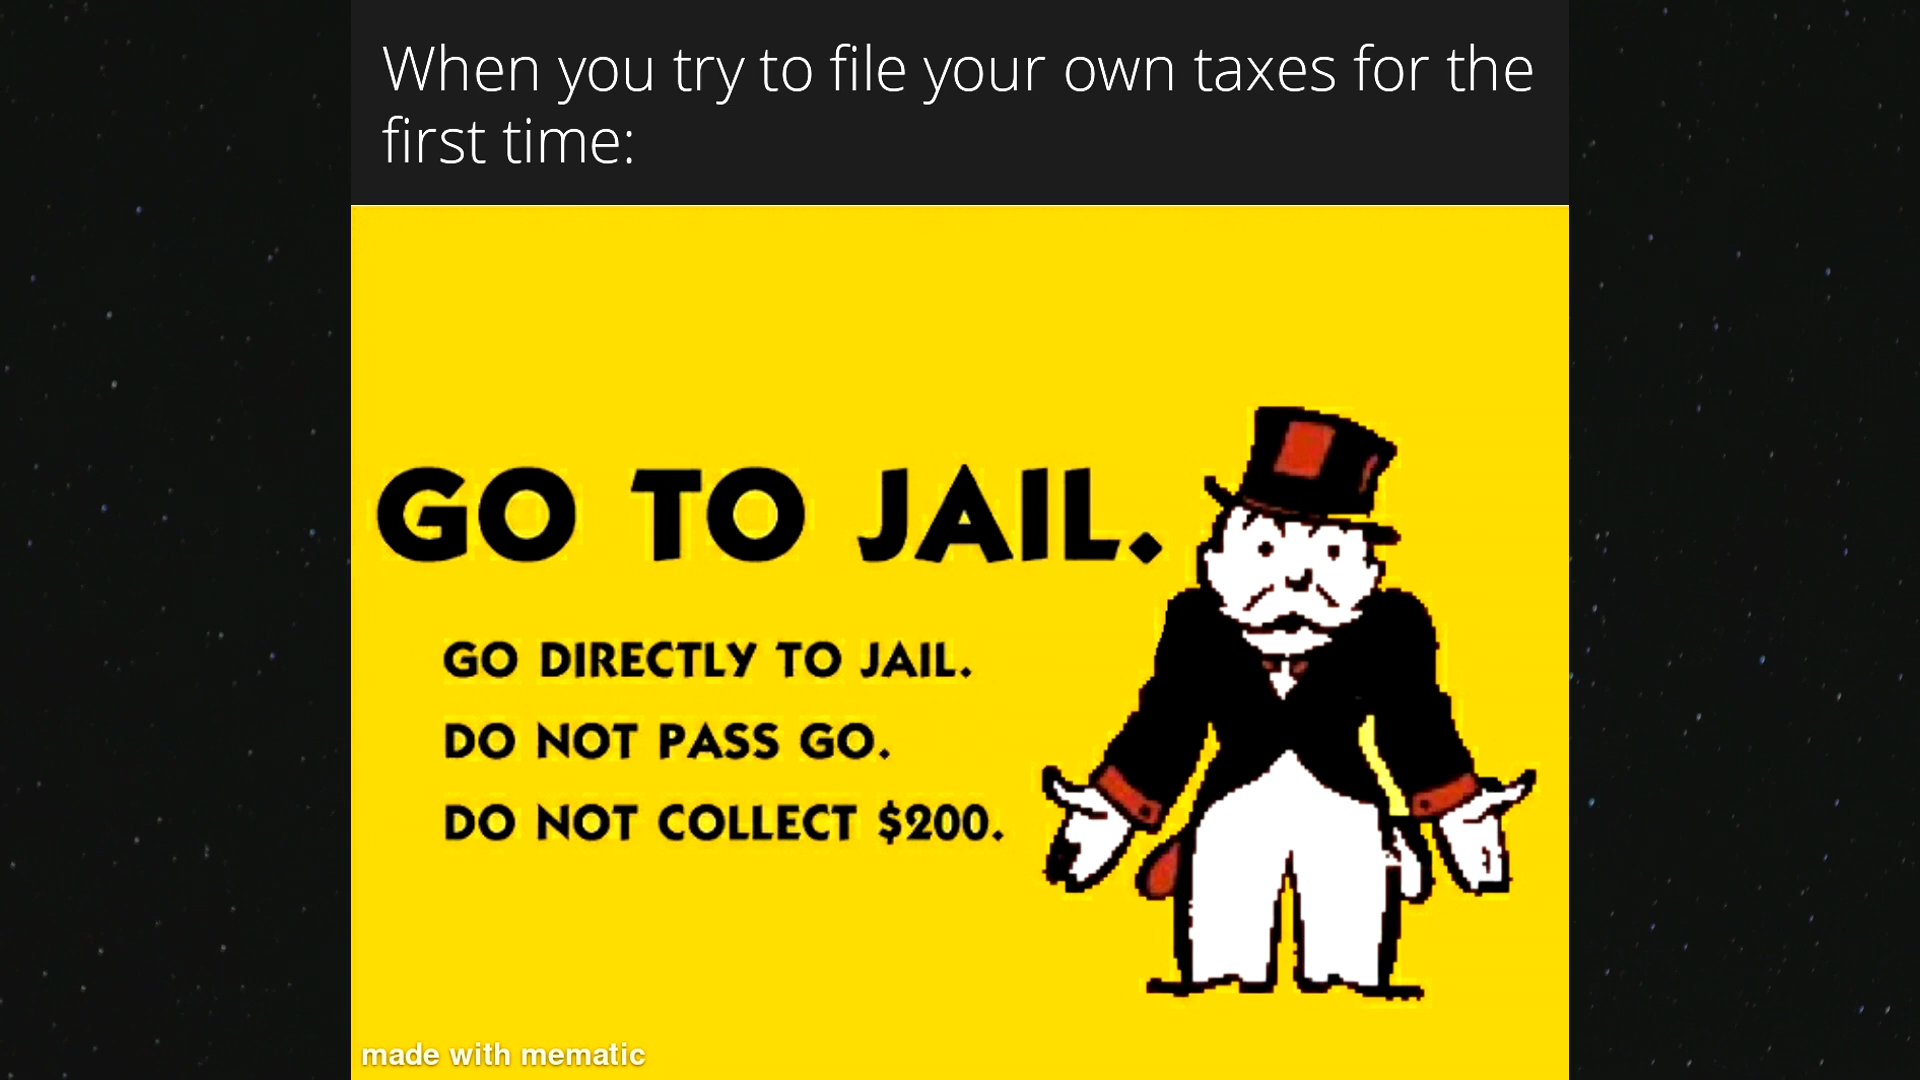 When you try to file your own taxes for the
first time:
GO TO JAIL.
GO DIRECTLY TO JAIL.
DO NOT PASS GO.
DO NOT COLLECT $200.
made with mematic